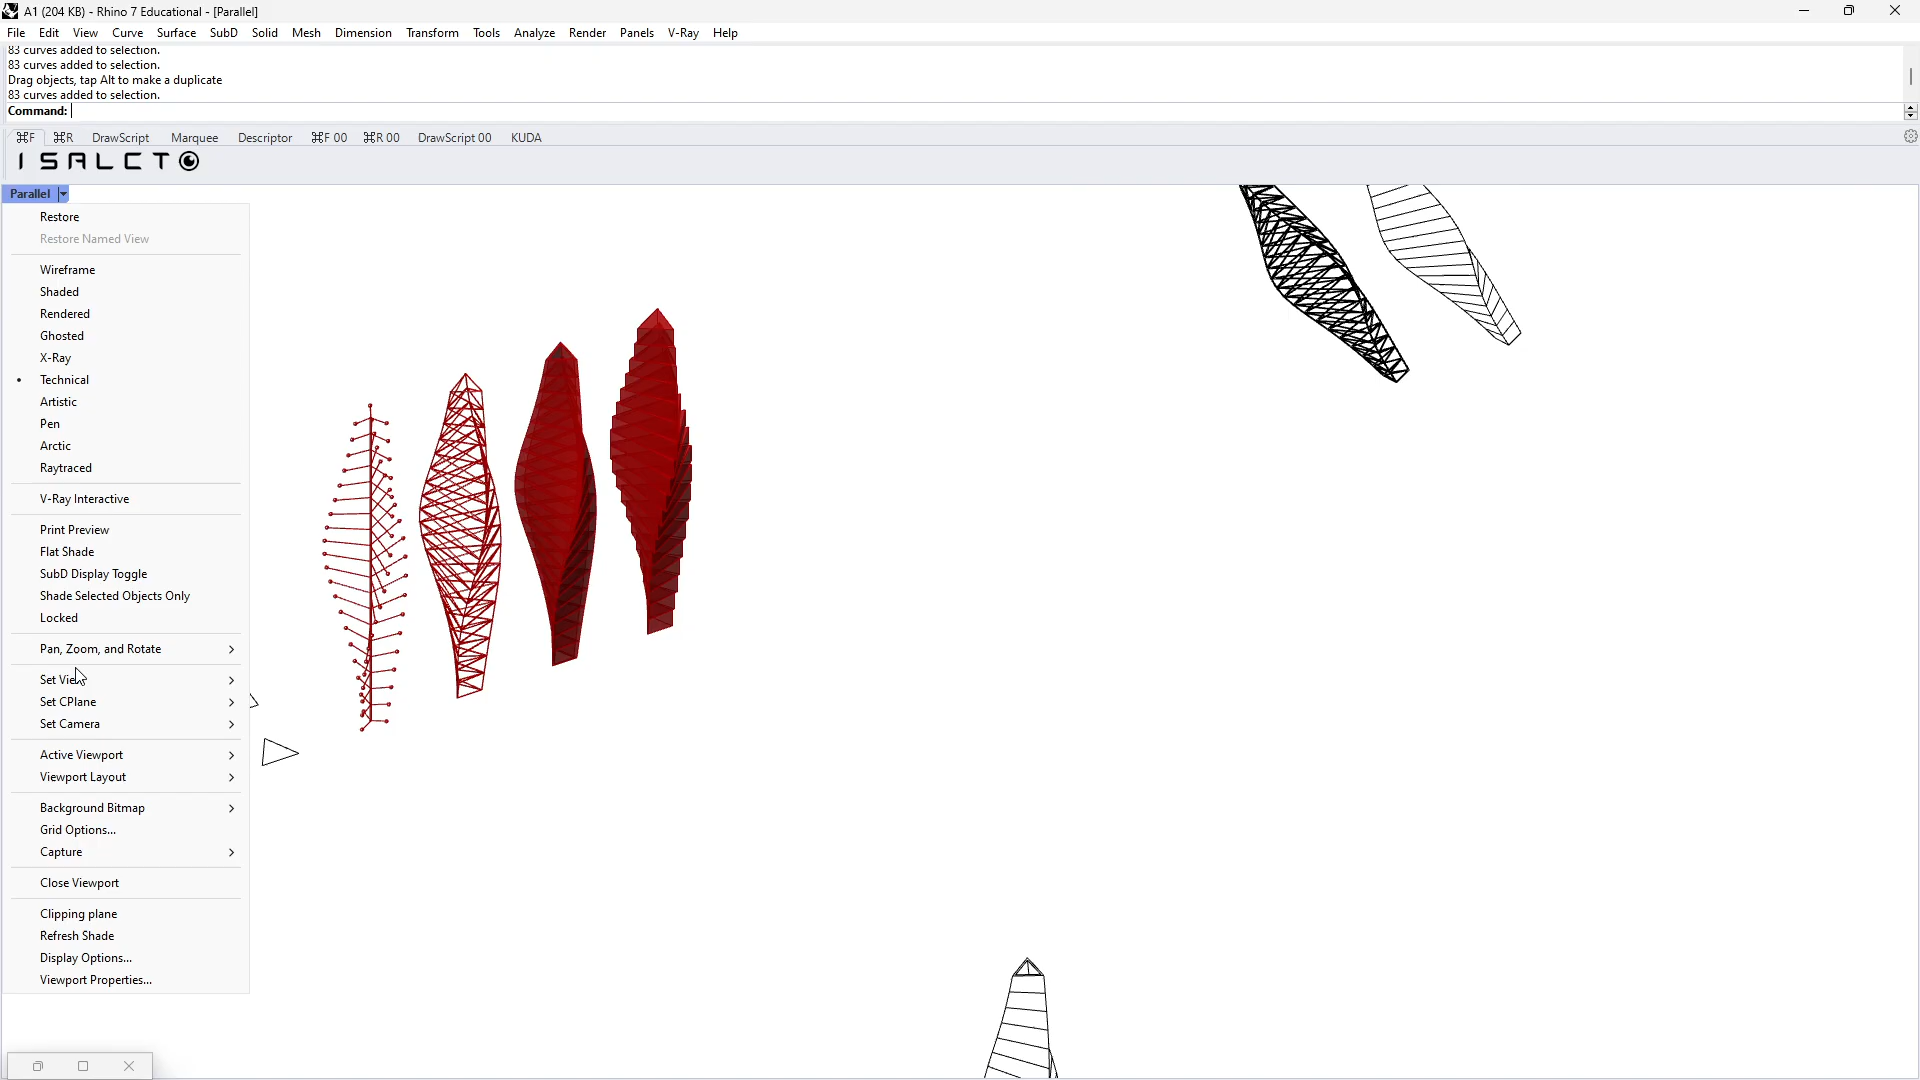 A1 (204 KB) - Rhino 7 Educational - [Parallel]
File Edit View Curve Surface SubD Solid Mesh Dimension Transform Tools Analyze Render Panels V-Ray Help
83 curves added to selection.
83 curves added to selection.
Drag objects, tap Alt to make a duplicate
83 curves added to selection.
Command:
⌘F ⌘R DrawScript Marquee Descriptor ⌘F 00 ⌘R 00 DrawScript 00 KUDA
Parallel
Restore
Restore Named View
Wireframe
Shaded
Rendered
Ghosted
X-Ray
Technical
Artistic
Pen
Arctic
Raytraced
V-Ray Interactive
Print Preview
Flat Shade
SubD Display Toggle
Shade Selected Objects Only
Locked
Pan, Zoom, and Rotate
Set View
Set CPlane
Set Camera
Active Viewport
Viewport Layout
Background Bitmap
Grid Options...
Capture
Close Viewport
Clipping plane
Refresh Shade
Display Options...
Viewport Properties...